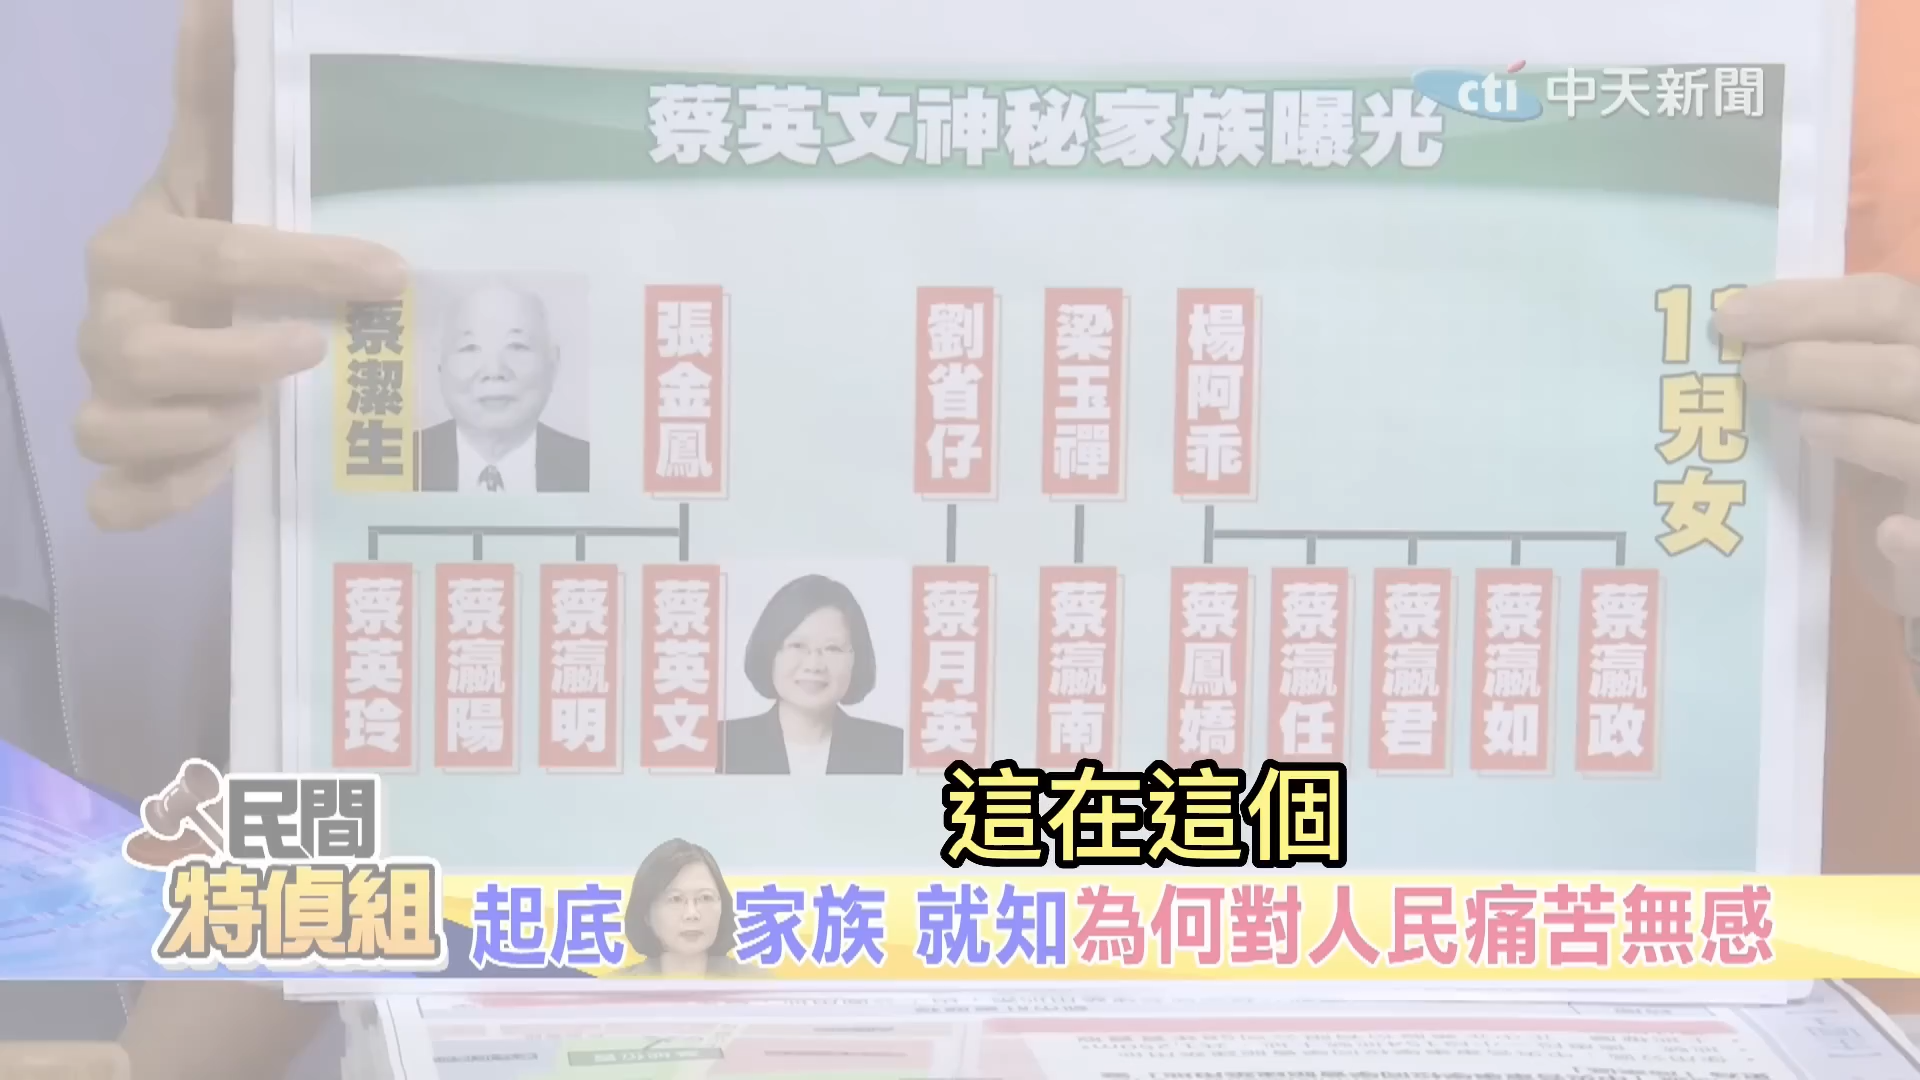 蔡英文神秘家族曝光
cti 中天新聞
蔡潔生
張金鳳
劉省仔
梁玉禪
楊阿乖
11兒女
蔡英玲
蔡瀛陽
蔡瀛明
蔡英文
蔡月英
蔡瀛南
蔡鳳嬌
蔡瀛任
蔡瀛君
蔡瀛如
蔡瀛政
這在這個
民間
特偵組
起底 家族 就知為何對人民痛苦無感